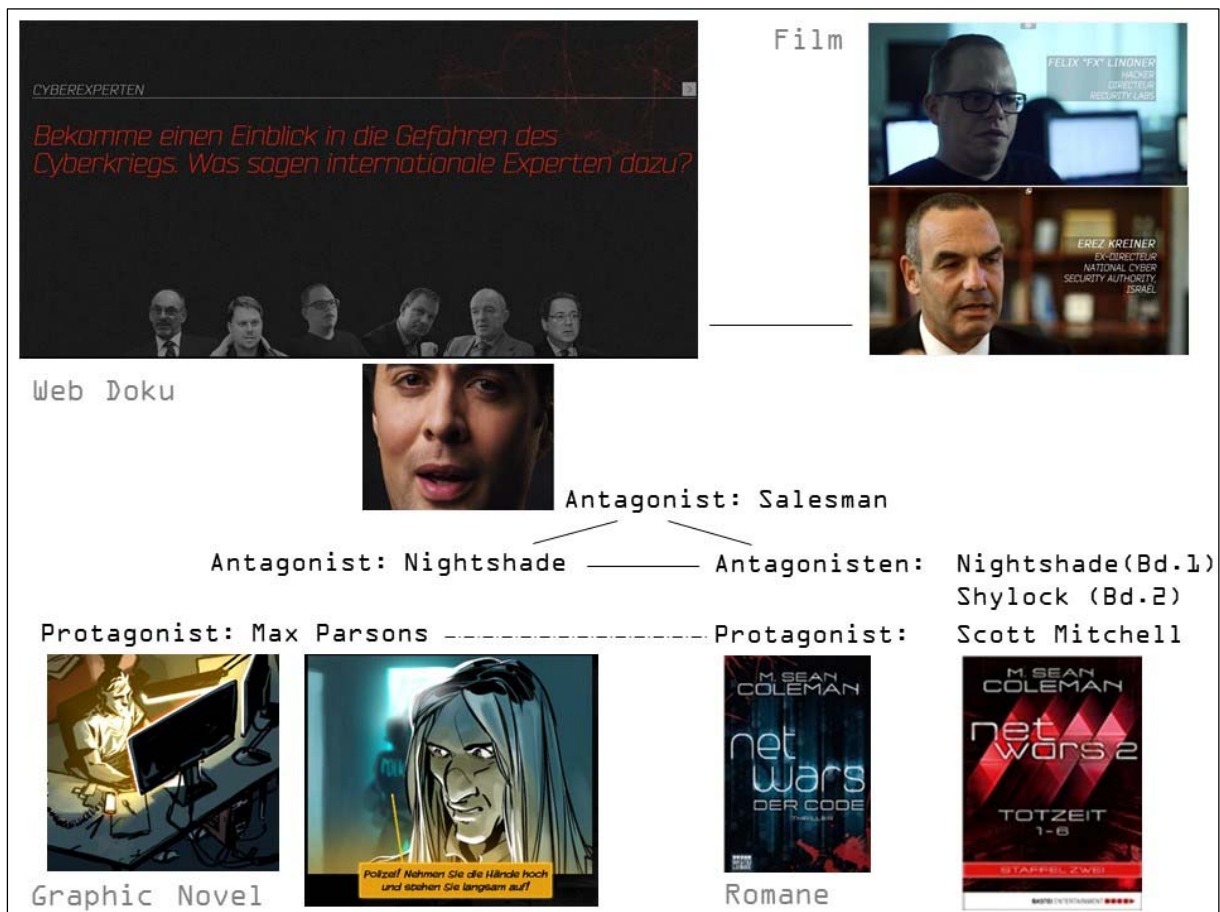 Film
CYBEREXPERTEN
Bekomme einen Einblick in die Gefahren des
Cyberkriegs. Was sagen internationale Experten dazu?
FELIX "FX" LINDNER
HACKER
DIRECTEUR
RECURITY LABS
EREZ KREINER
EX-DIRECTEUR
NATIONAL CYBER
SECURITY AUTHORITY,
ISRAËL
Web Doku
Antagonist: Salesman
Antagonist: Nightshade
Antagonisten: Nightshade(Bd.1)
Shylock (Bd.2)
Protagonist: Max Parsons
Protagonist: Scott Mitchell
Polizei! Nehmen Sie die Hände hoch
und stehen Sie langsam auf!
M. SEAN
COLEMAN
net
wars
DER CODE
THRILLER
M. SEAN
COLEMAN
net
wars 2
TOTZEIT
1-6
STAFFEL ZWEI
BASTEI ENTERTAINMENT
Graphic Novel
Romane